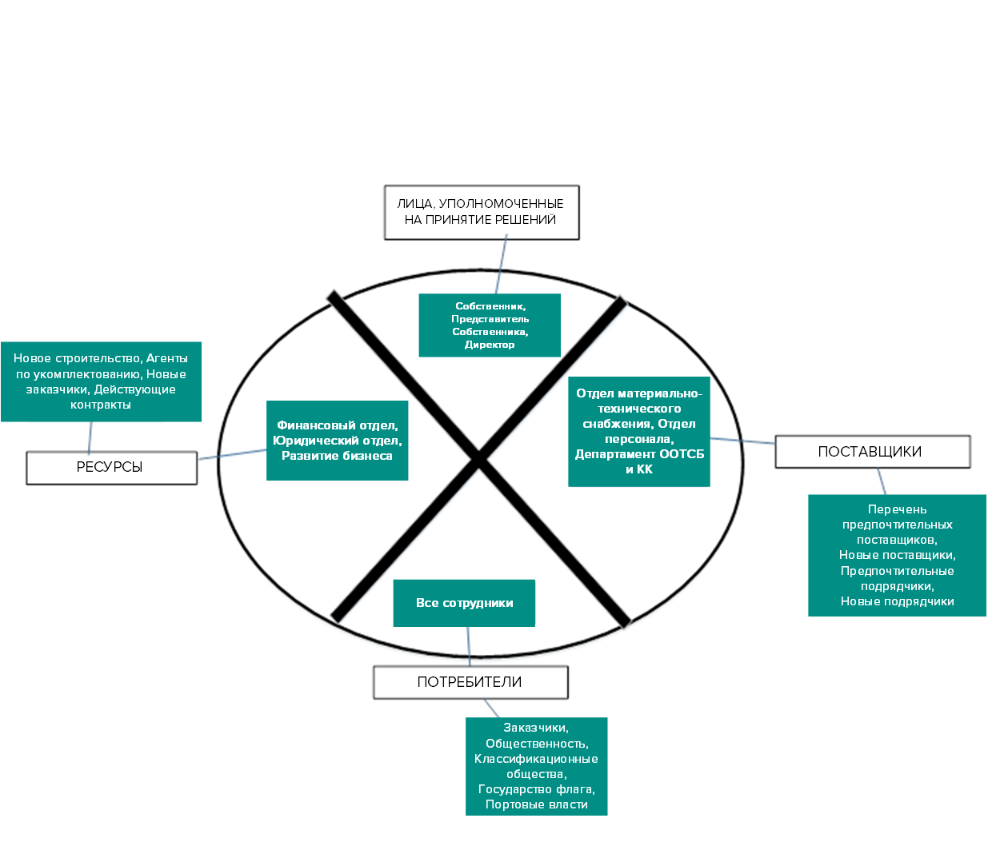 ЛИЦА, УПОЛНОМОЧЕННЫЕ
НА ПРИНЯТИЕ РЕШЕНИЙ
Собственник,
Представитель
Собственника,
Директор
Новое строительство, Агенты
по укомплектованию, Новые
заказчики, Действующие
контракты
РЕСУРСЫ
Финансовый отдел,
Юридический отдел,
Развитие бизнеса
Отдел материально-
технического
снабжения, Отдел
персонала,
Департамент ООТСБ
и КК
ПОСТАВЩИКИ
Перечень
предпочтительных
поставщиков,
Новые поставщики,
Предпочтительные
подрядчики,
Новые подрядчики
Все сотрудники
ПОТРЕБИТЕЛИ
Заказчики,
Общественность,
Классификационные
общества,
Государство флага,
Портовые власти